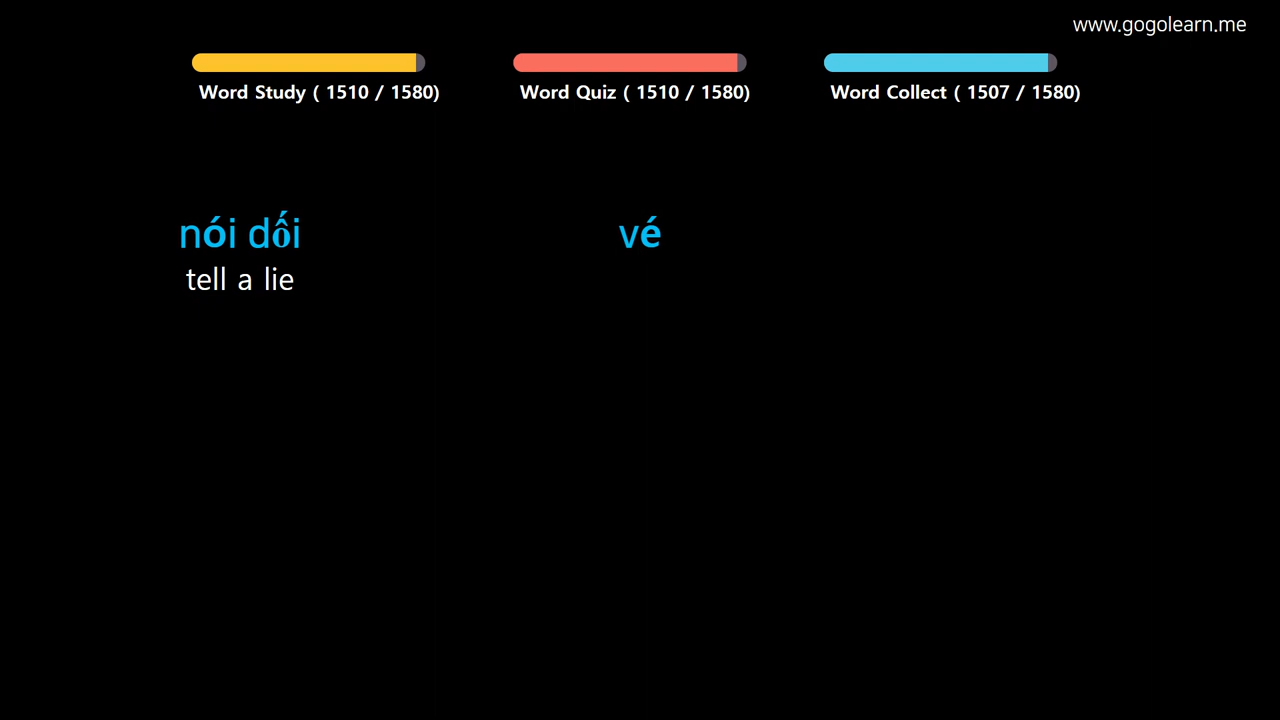 www.gogolearn.me
Word Study ( 1510 / 1580)
Word Quiz ( 1510 / 1580)
Word Collect ( 1507 / 1580)
nói dối
tell a lie
vé